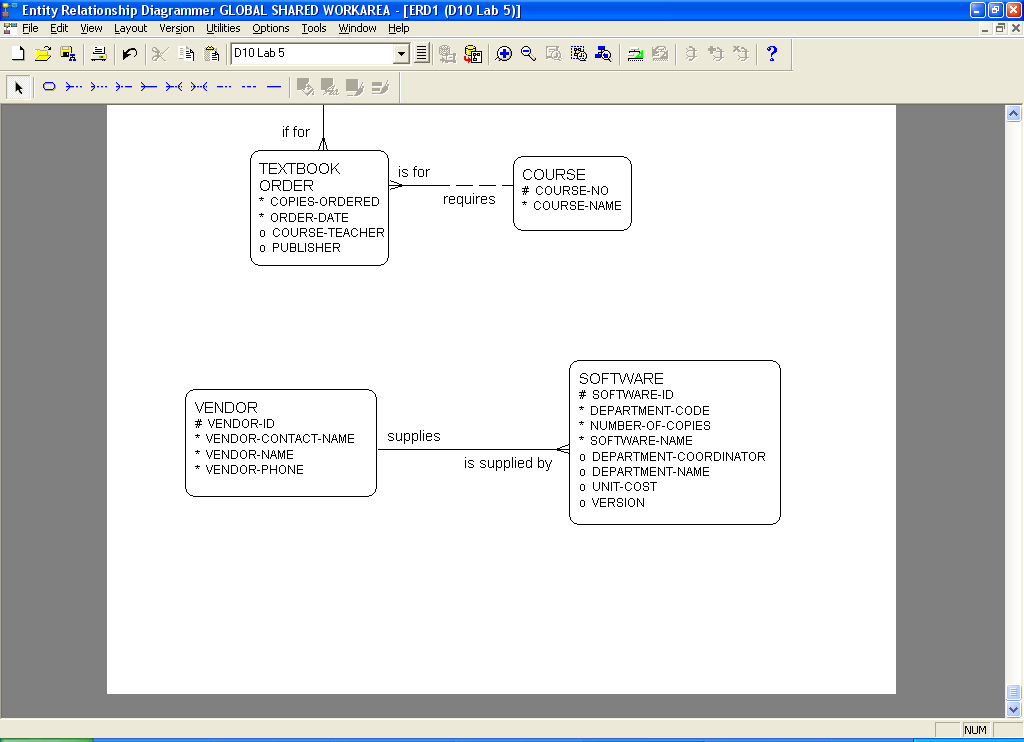 Entity Relationship Diagrammer GLOBAL SHARED WORKAREA - [ERD1 (D10 Lab 5)]
File Edit View Layout Version Utilities Options Tools Window Help
D10 Lab 5
if for
TEXTBOOK
ORDER
* COPIES-ORDERED
* ORDER-DATE
o COURSE-TEACHER
o PUBLISHER
is for
requires
COURSE
# COURSE-NO
* COURSE-NAME
VENDOR
# VENDOR-ID
* VENDOR-CONTACT-NAME
* VENDOR-NAME
* VENDOR-PHONE
supplies
is supplied by
SOFTWARE
# SOFTWARE-ID
* DEPARTMENT-CODE
* NUMBER-OF-COPIES
* SOFTWARE-NAME
o DEPARTMENT-COORDINATOR
o DEPARTMENT-NAME
o UNIT-COST
o VERSION
NUM